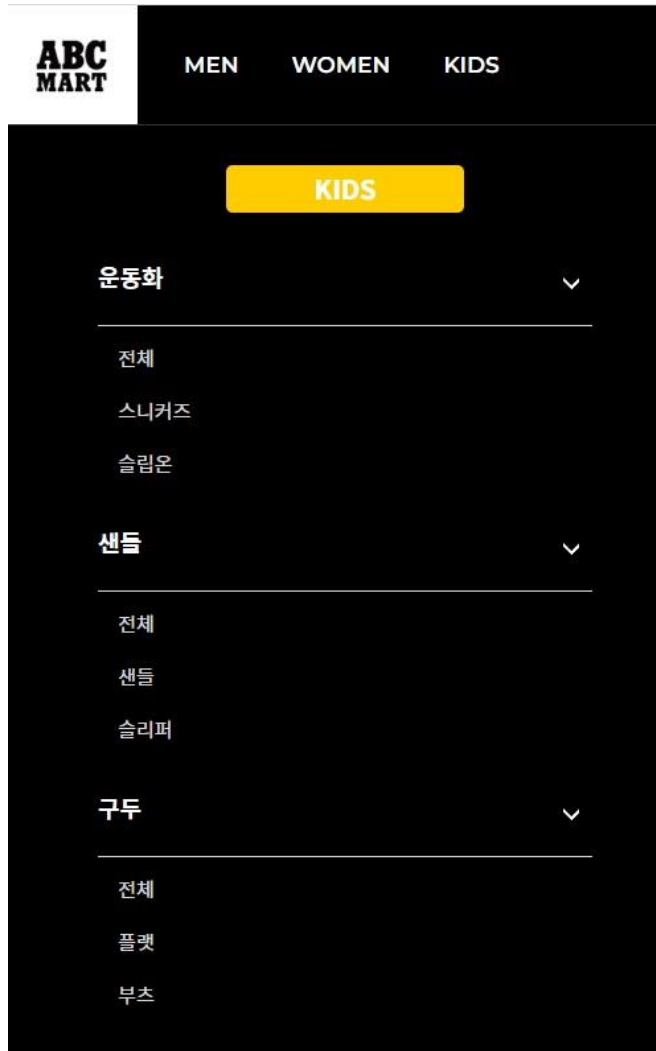 ABC
MART
MEN WOMEN KIDS
KIDS
운동화
전체
스니커즈
슬립온
샌들
전체
샌들
슬리퍼
구두
전체
플랫
부츠